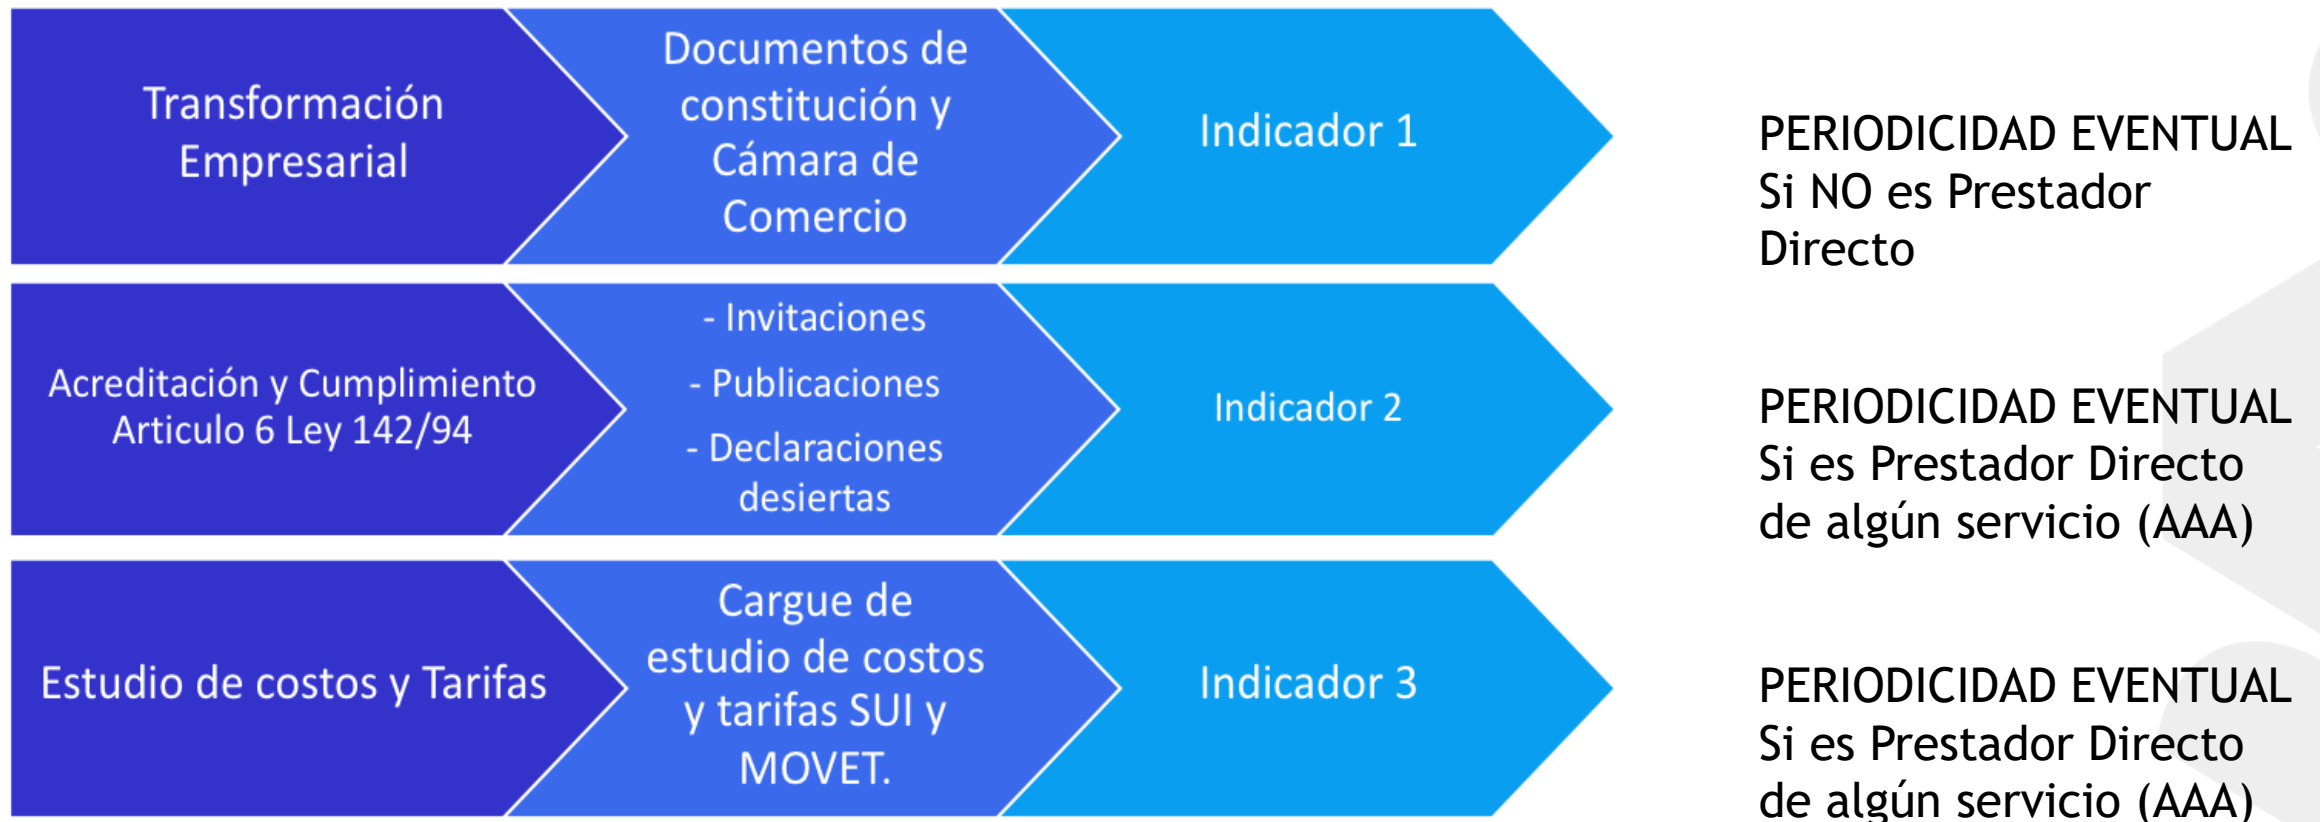 Transformación
Empresarial
Documentos de
constitución y
Cámara de
Comercio
Indicador 1
PERIODICIDAD EVENTUAL
Si NO es Prestador
Directo
Acreditación y Cumplimiento
Articulo 6 Ley 142/94
- Invitaciones
- Publicaciones
- Declaraciones
desiertas
Indicador 2
PERIODICIDAD EVENTUAL
Si es Prestador Directo
de algún servicio (AAA)
Estudio de costos y Tarifas
Cargue de
estudio de costos
y tarifas SUI y
MOVET.
Indicador 3
PERIODICIDAD EVENTUAL
Si es Prestador Directo
de algún servicio (AAA)